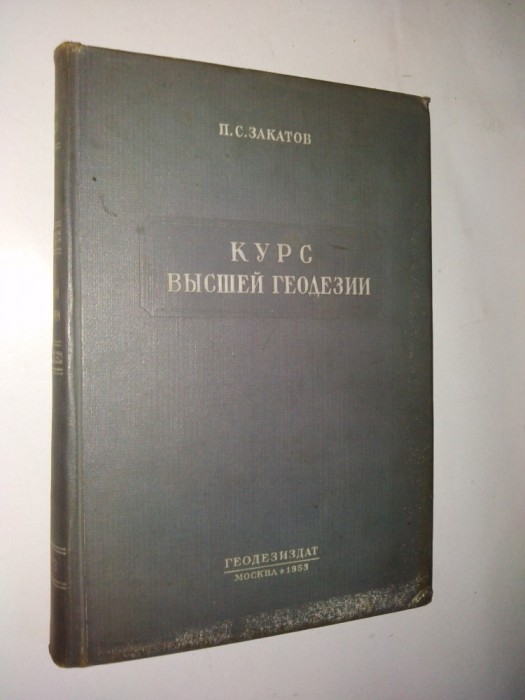 П. С. ЗАКАТОВ
КУРС
ВЫСШЕЙ ГЕОДЕЗИИ
ГЕОДЕЗИЗДАТ
МОСКВА ★ 1953